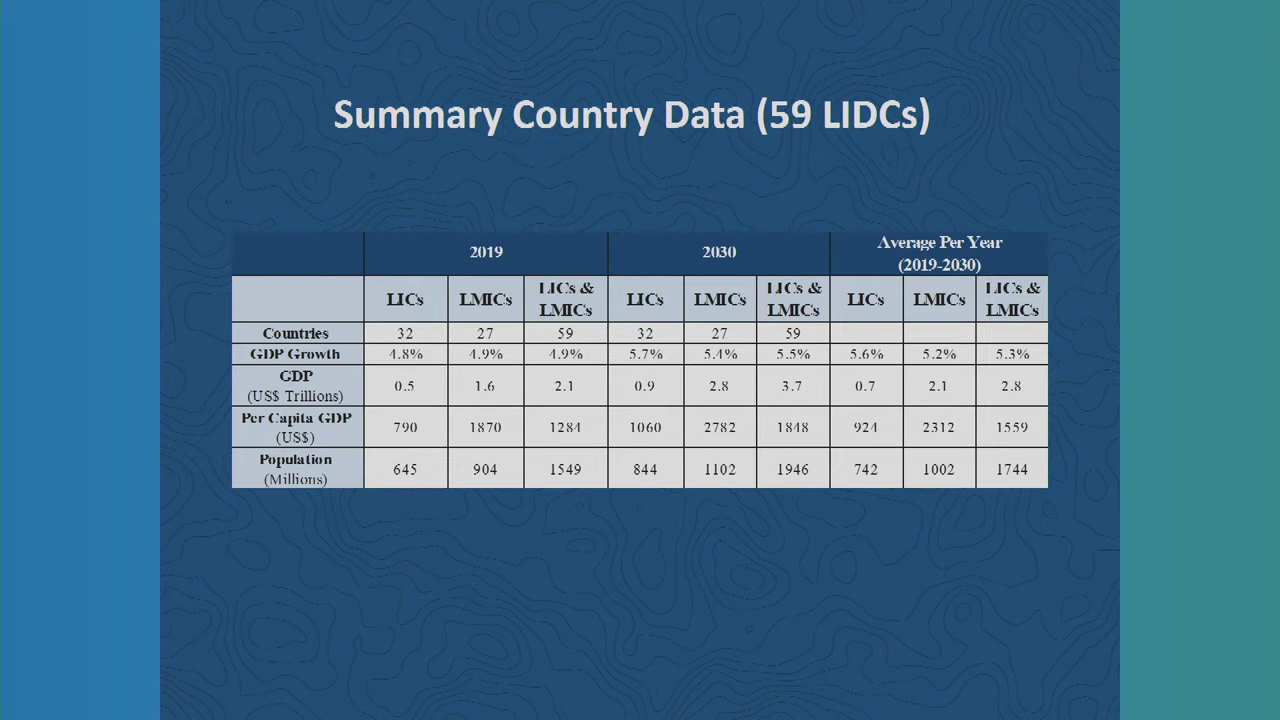 Summary Country Data (59 LIDCs)
2019 2030 Average Per Year
(2019-2030)
LICs LMICs LICs & LMICs LICs LMICs LICs & LMICs LICs LMICs LICs & LMICs
Countries 32 27 59 32 27 59
GDP Growth 4.8% 4.9% 4.9% 5.7% 5.4% 5.5% 5.6% 5.2% 5.3%
GDP
(US$ Trillions) 0.5 1.6 2.1 0.9 2.8 3.7 0.7 2.1 2.8
Per Capita GDP
(US$) 790 1870 1284 1060 2782 1848 924 2312 1559
Population
(Millions) 645 904 1549 844 1102 1946 742 1002 1744